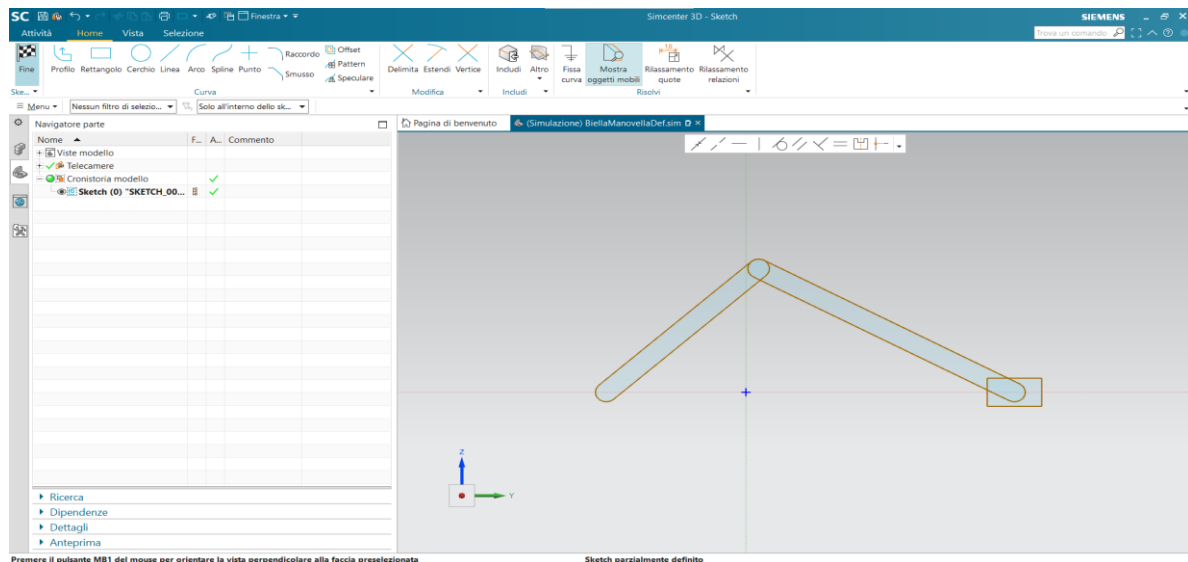 SC Finestra Simcenter 3D - Sketch SIEMENS
Attività Home Vista Selezione Trova un comando
Fine Profilo Rettangolo Cerchio Linea Arco Spline Punto Raccordo Smusso Offset Pattern Speculare Delimita Estendi Vertice Includi Altro Fissa curva Mostra oggetti mobili Rilassamento quote Rilassamento relazioni
Ske... Curva Modifica Includi Risolvi
Menu Nessun filtro di selezio... Solo all'interno dello sk...
Navigatore parte Pagina di benvenuto (Simulazione) BiellaManovellaDef.sim
Nome F... A... Commento
Viste modello
Telecamere
Cronistoria modello
Sketch (0) "SKETCH_00...
Z
Y
Ricerca
Dipendenze
Dettagli
Anteprima
Premere il pulsante MB1 del mouse per orientare la vista perpendicolare alla faccia preselezionata Sketch parzialmente definito